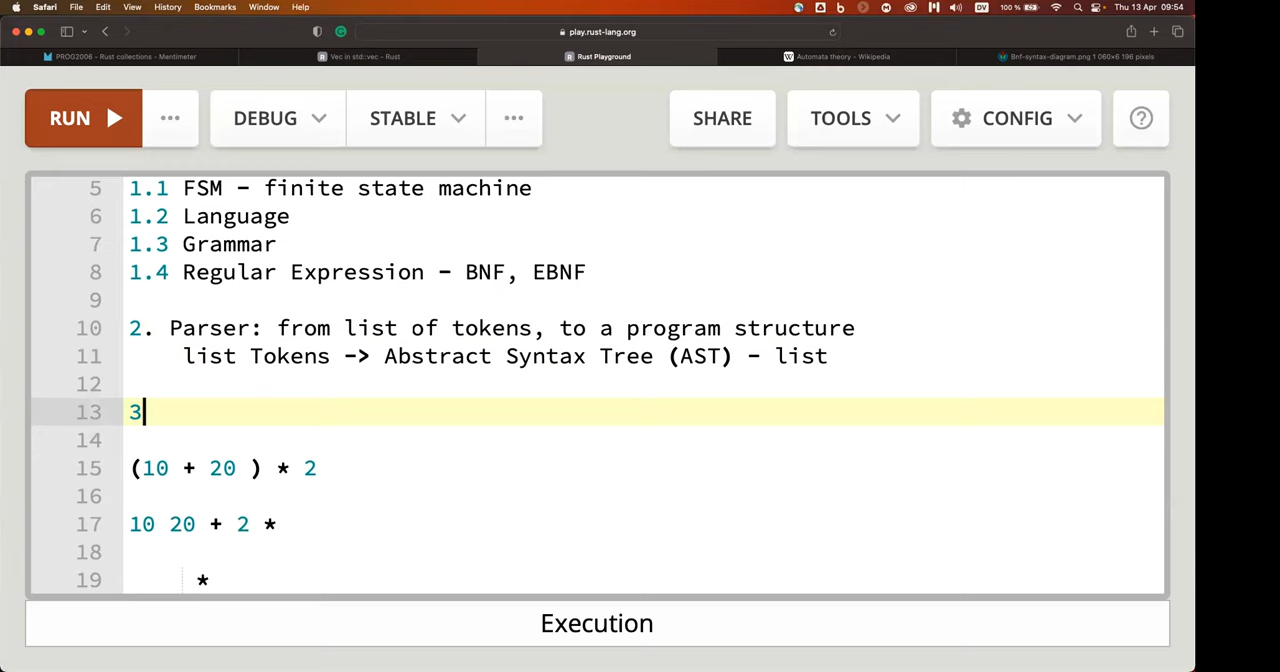 Safari File Edit View History Bookmarks Window Help DV 100 % Thu 13 Apr 09:54
play.rust-lang.org
PROG2006 - Rust collections - Mentimeter Vec in std::vec - Rust Rust Playground Automata theory - Wikipedia Bnf-syntax-diagram.png 1 060×6 196 pixels
RUN ••• DEBUG STABLE ••• SHARE TOOLS CONFIG ?
5 1.1 FSM - finite state machine
6 1.2 Language
7 1.3 Grammar
8 1.4 Regular Expression - BNF, EBNF
9
10 2. Parser: from list of tokens, to a program structure
11 list Tokens -> Abstract Syntax Tree (AST) - list
12
13 3
14
15 (10 + 20 ) * 2
16
17 10 20 + 2 *
18
19 *
Execution